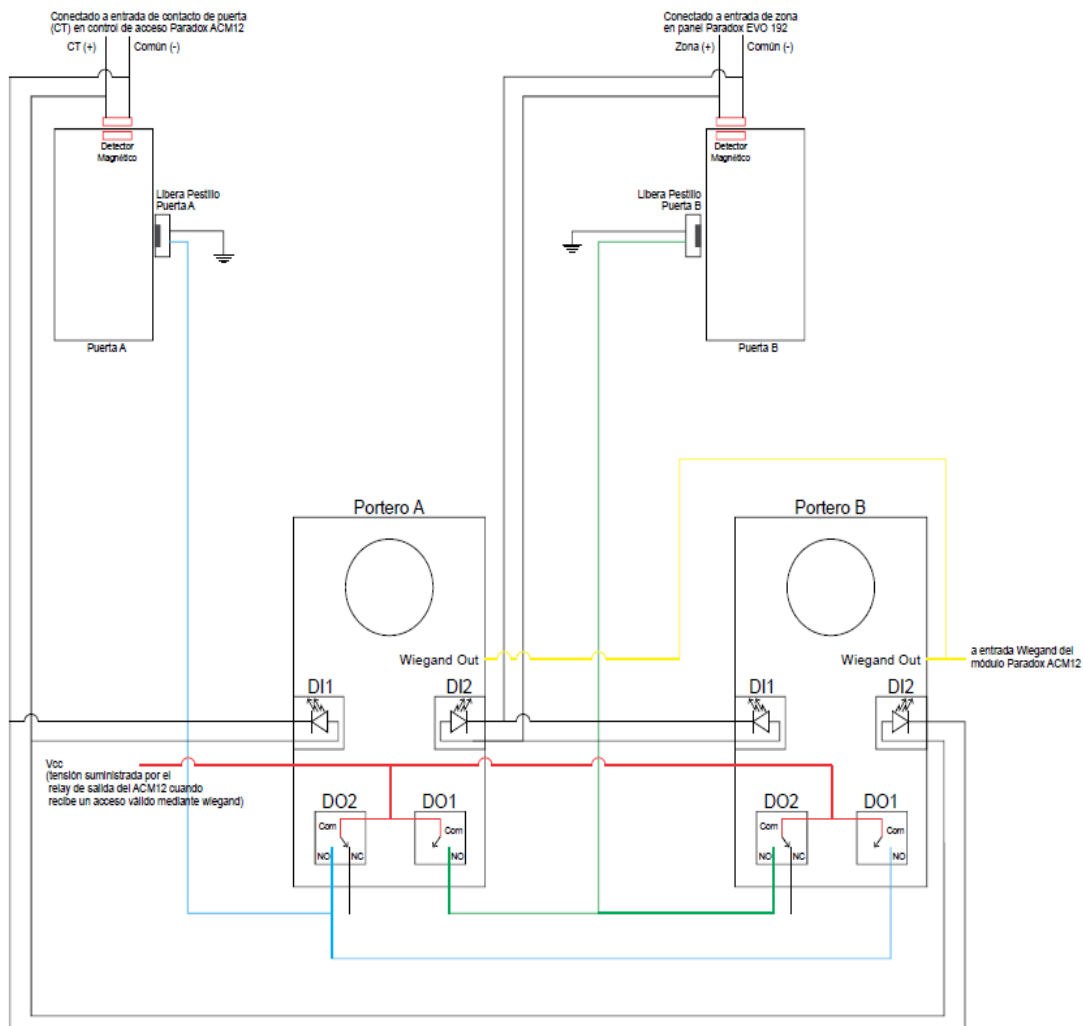 Conectado a entrada de contacto de puerta
(CT) en control de acceso Paradox ACM12
CT (+)
Común (-)
Conectado a entrada de zona
en panel Paradox EVO 192
Zona (+)
Común (-)
Detector
Magnético
Detector
Magnético
Libera Pestillo
Puerta A
Libera Pestillo
Puerta B
Puerta A
Puerta B
Portero A
Portero B
Wiegand Out
Wiegand Out
a entrada Wiegand del
módulo Paradox ACM12
DI1
DI2
DI1
DI2
Vcc
(tensión suministrada por el
relay de salida del ACM12 cuando
recibe un acceso válido mediante wiegand)
DO2
DO1
DO2
DO1
Com
Com
Com
Com
NO
NC
NO
NO
NC
NO